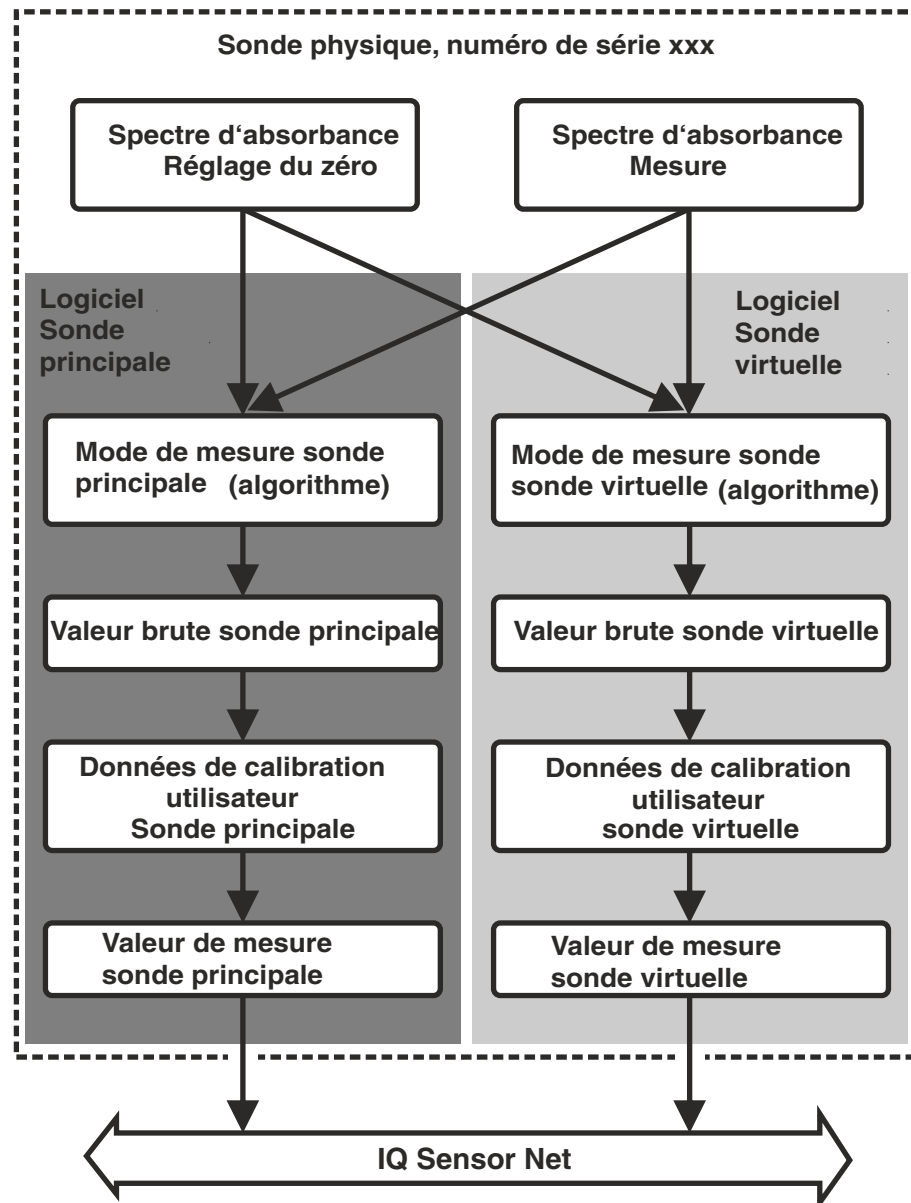 Sonde physique, numéro de série xxx
Spectre d‘absorbance
Réglage du zéro
Spectre d‘absorbance
Mesure
Logiciel
Sonde
principale
Logiciel
Sonde
virtuelle
Mode de mesure sonde
principale (algorithme)
Mode de mesure sonde
sonde virtuelle (algorithme)
Valeur brute sonde principale
Valeur brute sonde virtuelle
Données de calibration
utilisateur
Sonde principale
Données de calibration
utilisateur
sonde virtuelle
Valeur de mesure
sonde principale
Valeur de mesure
sonde virtuelle
IQ Sensor Net